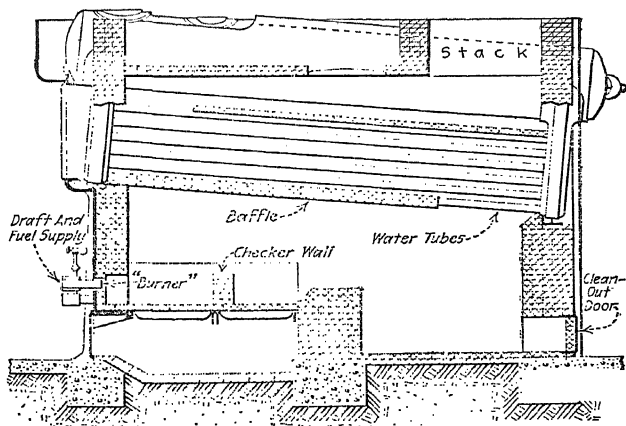 Stack
Baffle
Water Tubes
Draft And
Fuel Supply
"Burner"
Checker Wall
Clean-
Out
Door